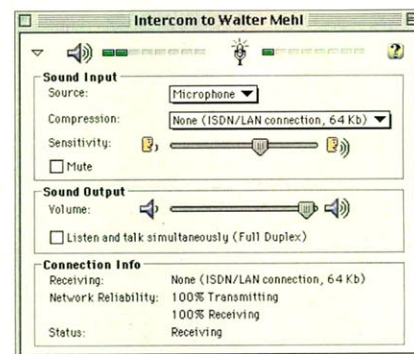 Intercom to Walter Mehl
Sound Input
Source: Microphone
Compression: None (ISDN/LAN connection, 64 Kb)
Sensitivity:
Mute
Sound Output
Volume:
Listen and talk simultaneously (Full Duplex)
Connection Info
Receiving: None (ISDN/LAN connection, 64 Kb)
Network Reliability: 100% Transmitting
100% Receiving
Status: Receiving